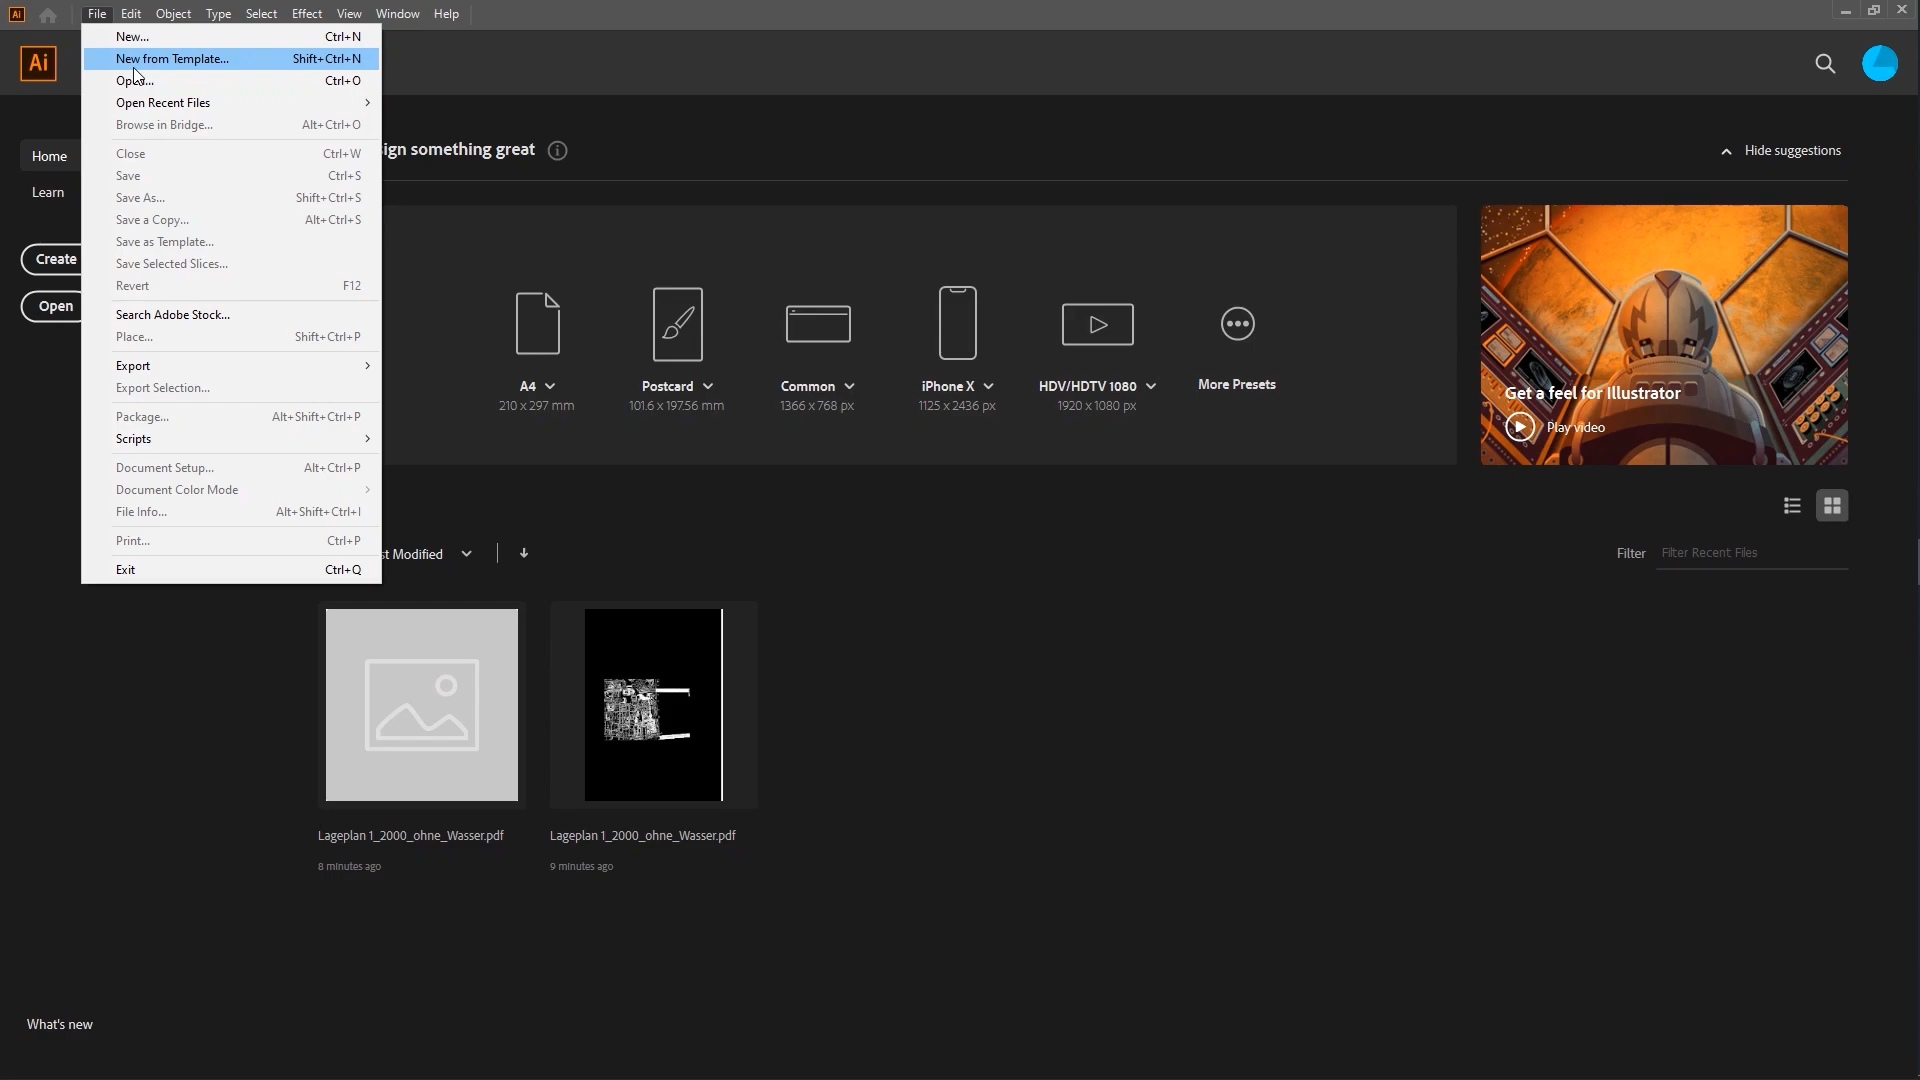 Ai File Edit Object Type Select Effect View Window Help
Ai
New... Ctrl+N
New from Template... Shift+Ctrl+N
Open... Ctrl+O
Open Recent Files
Browse in Bridge... Alt+Ctrl+O
Close Ctrl+W
Save Ctrl+S
Save As... Shift+Ctrl+S
Save a Copy... Alt+Ctrl+S
Save as Template...
Save Selected Slices...
Revert F12
Search Adobe Stock...
Place... Shift+Ctrl+P
Export
Export Selection...
Package... Alt+Shift+Ctrl+P
Scripts
Document Setup... Alt+Ctrl+P
Document Color Mode
File Info... Alt+Shift+Ctrl+I
Print... Ctrl+P
Exit Ctrl+Q
Home
Learn
Create
Open
ign something great
Hide suggestions
A4
210 x 297 mm
Postcard
101.6 x 197.56 mm
Common
1366 x 768 px
iPhone X
1125 x 2436 px
HDV/HDTV 1080
1920 x 1080 px
More Presets
Get a feel for Illustrator
Play video
t Modified
Filter Filter Recent Files
Lageplan 1_2000_ohne_Wasser.pdf
8 minutes ago
Lageplan 1_2000_ohne_Wasser.pdf
9 minutes ago
What's new